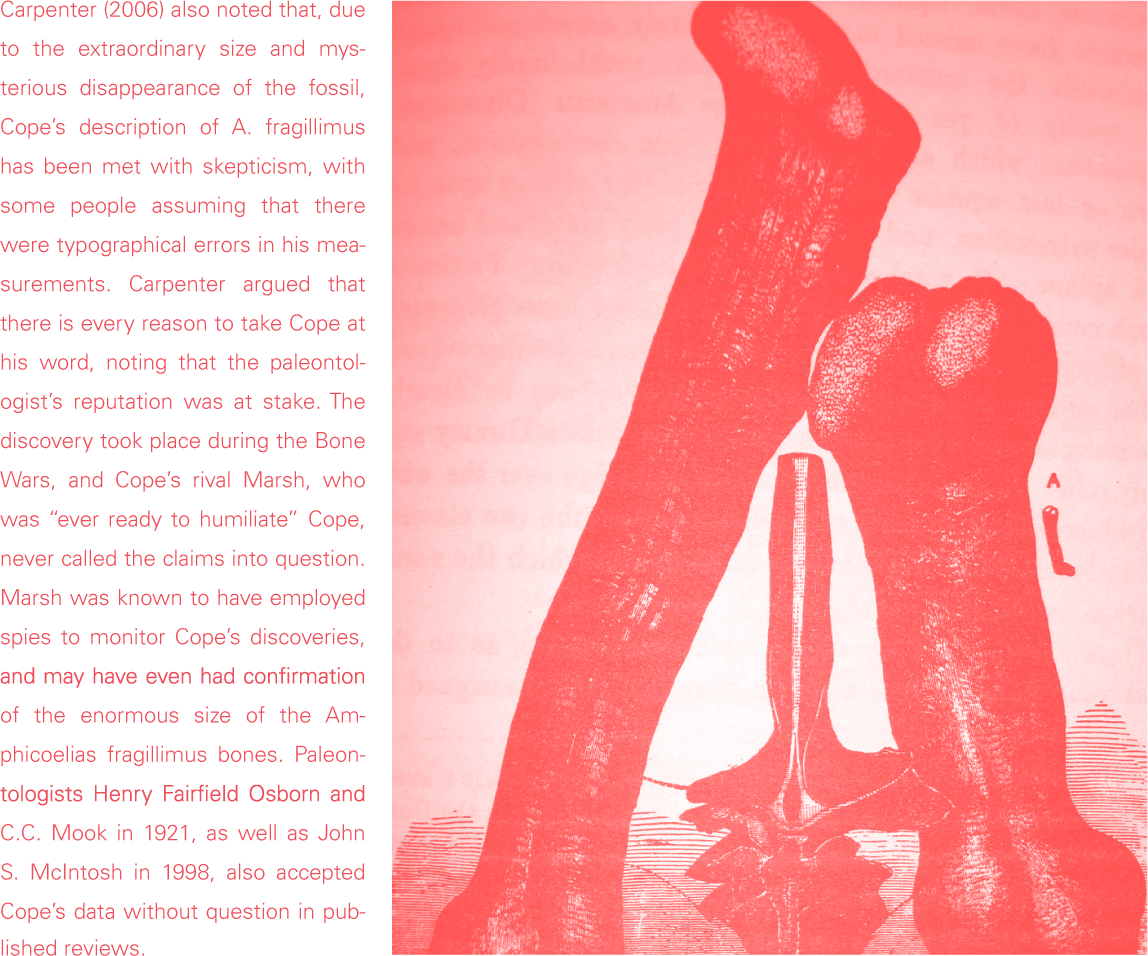 Carpenter (2006) also noted that, due
to the extraordinary size and mys-
terious disappearance of the fossil,
Cope’s description of A. fragillimus
has been met with skepticism, with
some people assuming that there
were typographical errors in his mea-
surements. Carpenter argued that
there is every reason to take Cope at
his word, noting that the paleontol-
ogist’s reputation was at stake. The
discovery took place during the Bone
Wars, and Cope’s rival Marsh, who
was “ever ready to humiliate” Cope,
never called the claims into question.
Marsh was known to have employed
spies to monitor Cope’s discoveries,
and may have even had confirmation
of the enormous size of the Am-
phicoelias fragillimus bones. Paleon-
tologists Henry Fairfield Osborn and
C.C. Mook in 1921, as well as John
S. McIntosh in 1998, also accepted
Cope’s data without question in pub-
lished reviews.
A